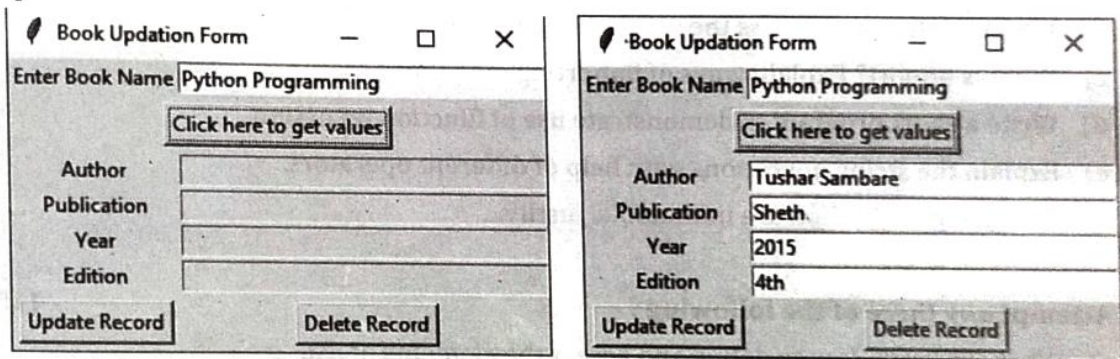 Book Updation Form
Enter Book Name Python Programming
Click here to get values
Author
Publication
Year
Edition
Update Record Delete Record
Book Updation Form
Enter Book Name Python Programming
Click here to get values
Author Tushar Sambare
Publication Sheth
Year 2015
Edition 4th
Update Record Delete Record